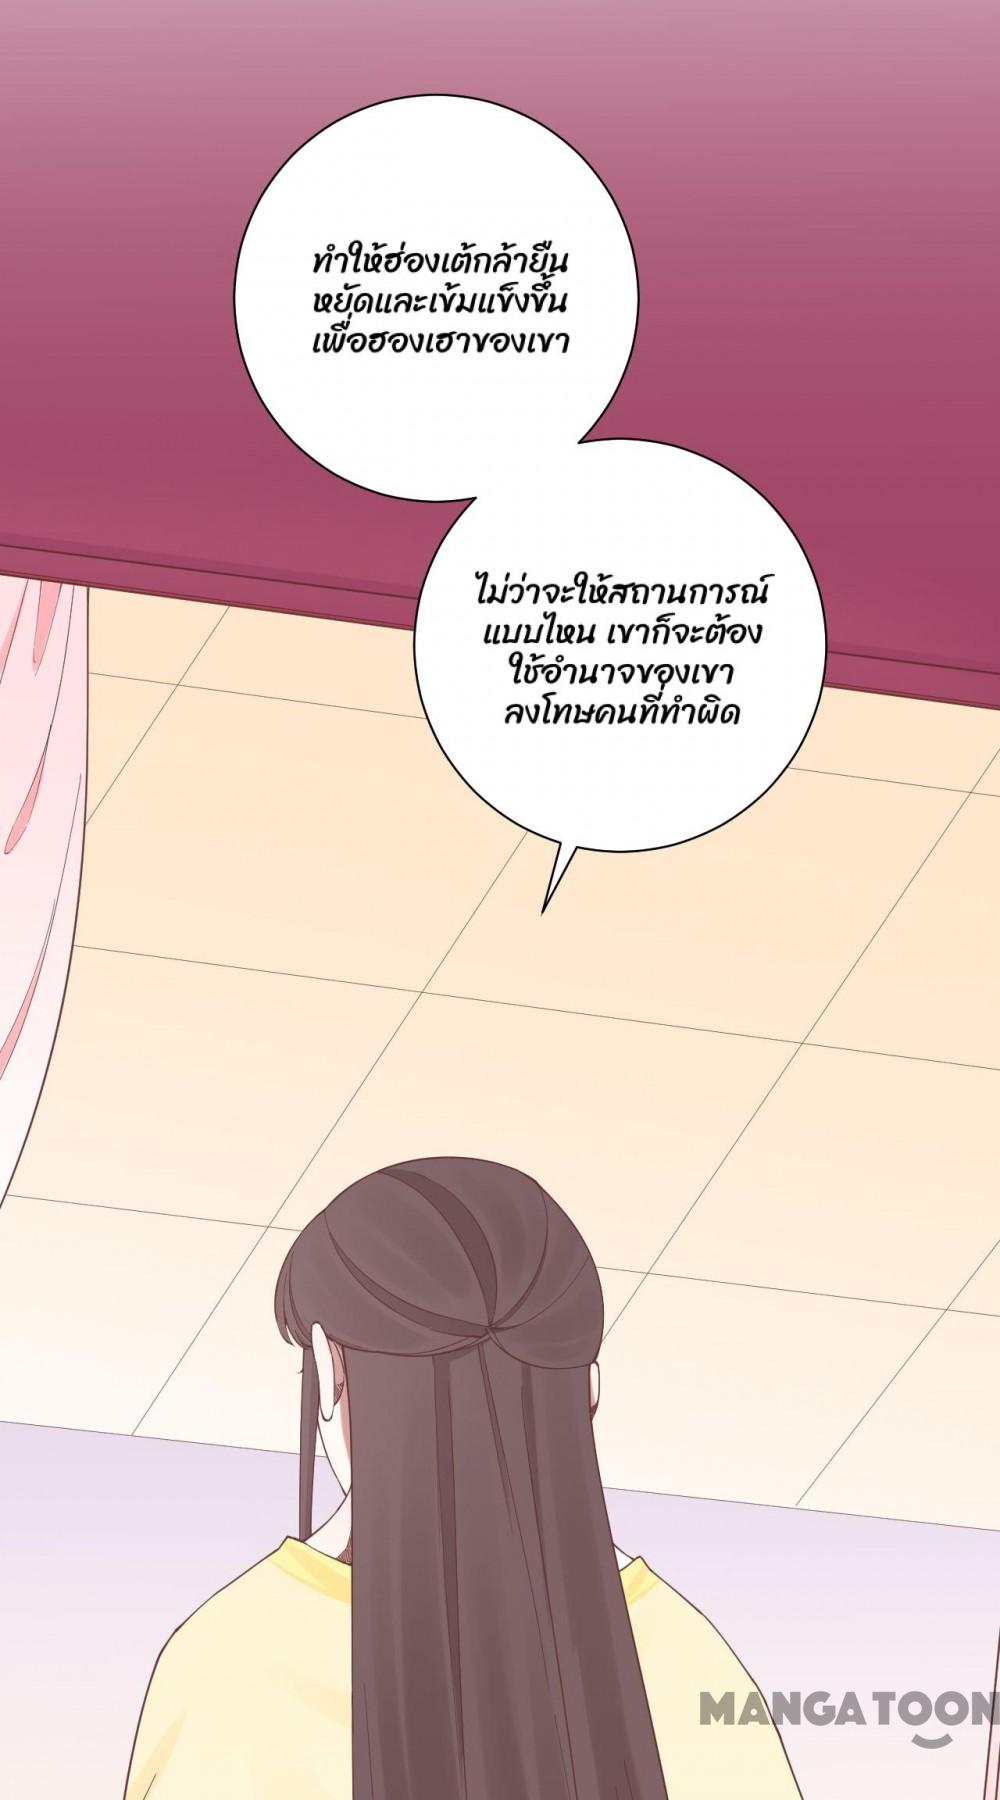 ทำให้ฮ่องเต้กล้ายืน
หยัดและเข้มแข็งขึ้น
เพื่อฮองเฮาของเขา
ไม่ว่าจะให้สถานการณ์
แบบไหน เขาก็จะต้อง
ใช้อำนาจของเขา
ลงโทษคนที่ทำผิด
MANGATOON